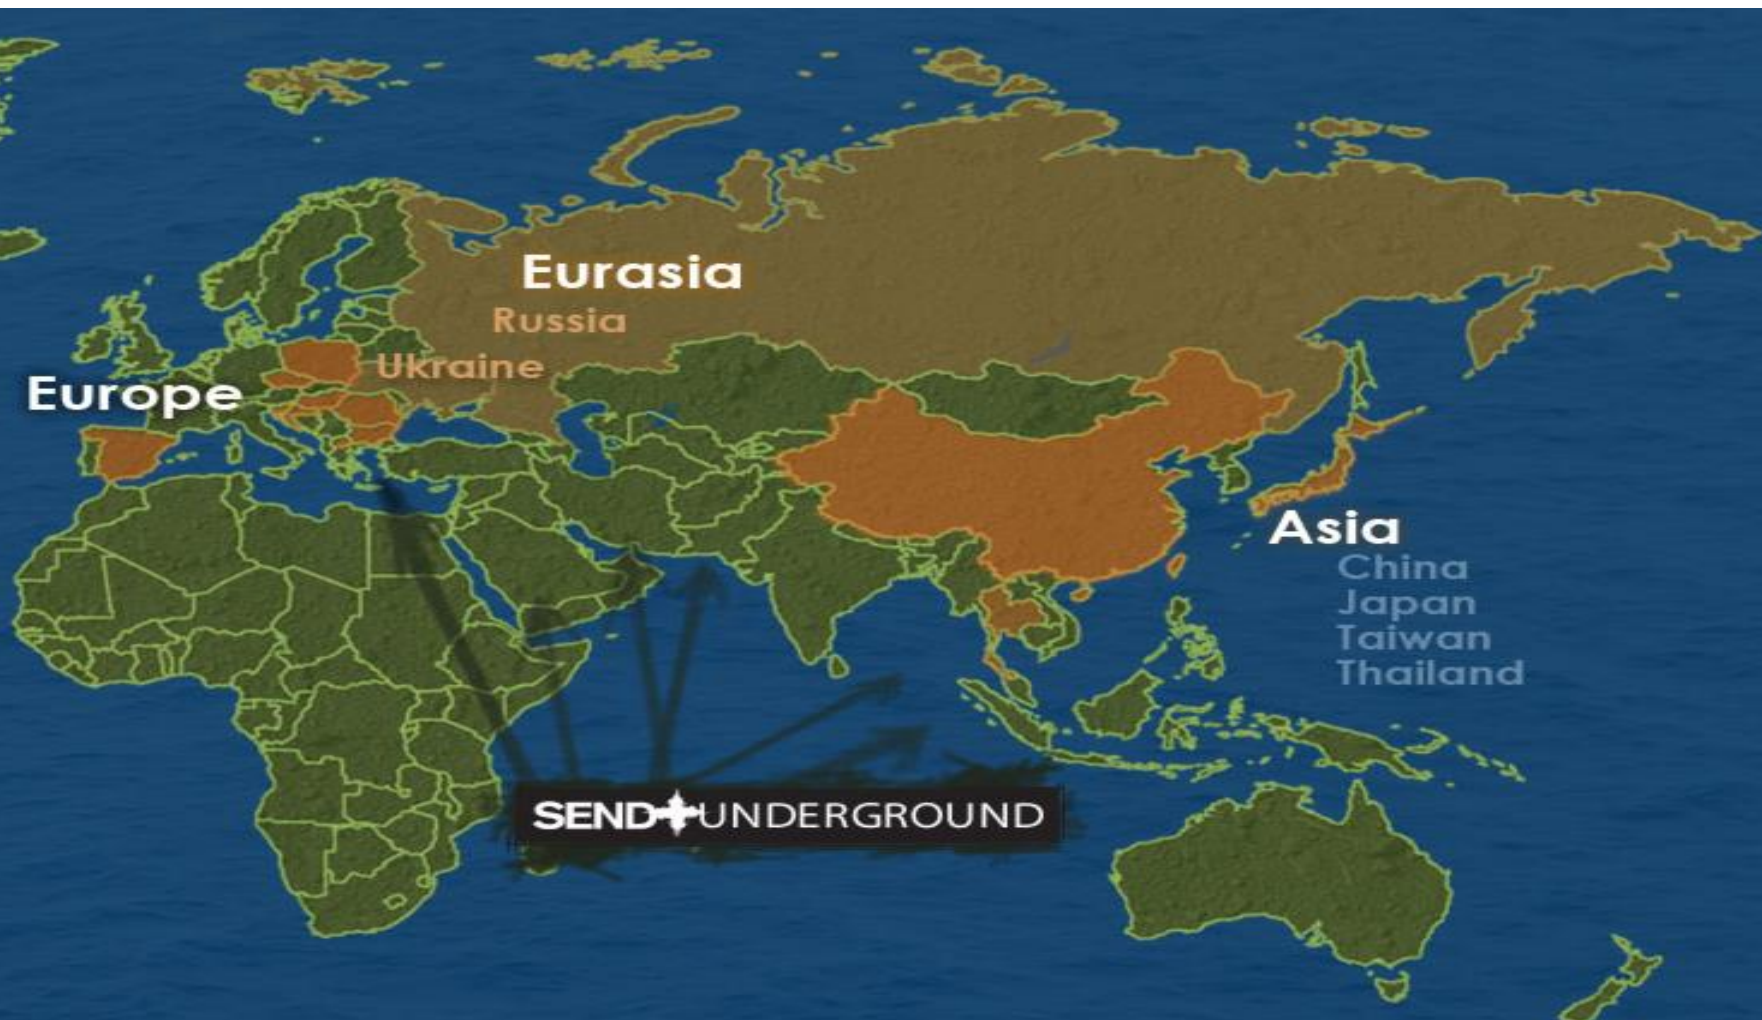 Eurasia
Russia
Ukraine
Europe
Asia
China
Japan
Taiwan
Thailand
SEND UNDERGROUND